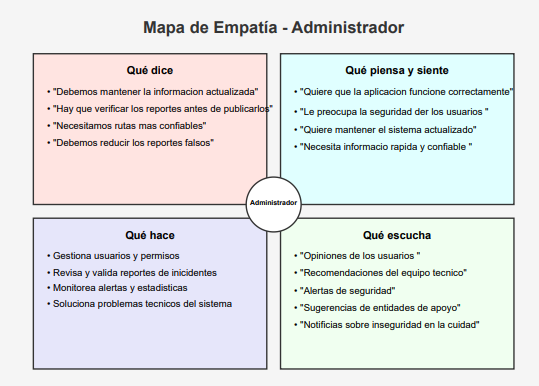 Mapa de Empatía - Administrador
Qué dice
• "Debemos mantener la informacion actualizada"
• "Hay que verificar los reportes antes de publicarlos"
• "Necesitamos rutas mas confiables"
• "Debemos reducir los reportes falsos"
Qué piensa y siente
• "Quiere que la aplicacion funcione correctamente"
• "Le preocupa la seguridad der los usuarios "
• "Quiere mantener el sistema actualizado"
• "Necesita informacio rapida y confiable "
Administrador
Qué hace
• Gestiona usuarios y permisos
• Revisa y valida reportes de inicidentes
• Monitorea alertas y estadisticas
• Soluciona problemas tecnicos del sistema
Qué escucha
• "Opiniones de los usuarios "
• "Recomendaciones del equipo tecnico"
• "Alertas de seguridad"
• "Sugerencias de entidades de apoyo"
• "Notificias sobre inseguridad en la cuidad"